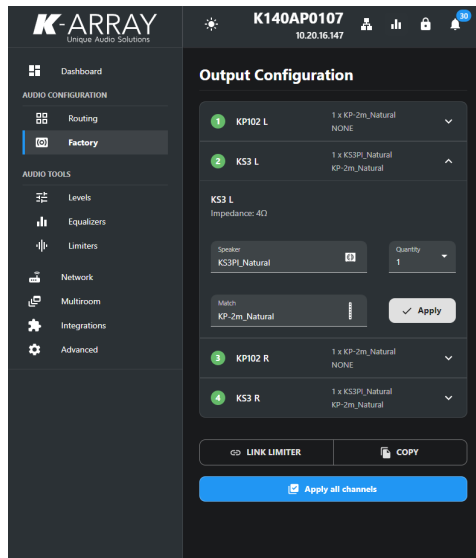 K-ARRAY
Unique Audio Solutions
K140AP0107
10.20.16.147
30
Dashboard
AUDIO CONFIGURATION
Routing
Factory
AUDIO TOOLS
Levels
Equalizers
Limiters
Network
Multiroom
Integrations
Advanced
Output Configuration
1 KP102 L
1 x KP-2m_Natural
NONE
2 KS3 L
1 x KS3PI_Natural
KP-2m_Natural
KS3 L
Impedance: 4Ω
Speaker
KS3PI_Natural
Quantity
1
Match
KP-2m_Natural
Apply
3 KP102 R
1 x KP-2m_Natural
NONE
4 KS3 R
1 x KS3PI_Natural
KP-2m_Natural
LINK LIMITER
COPY
Apply all channels